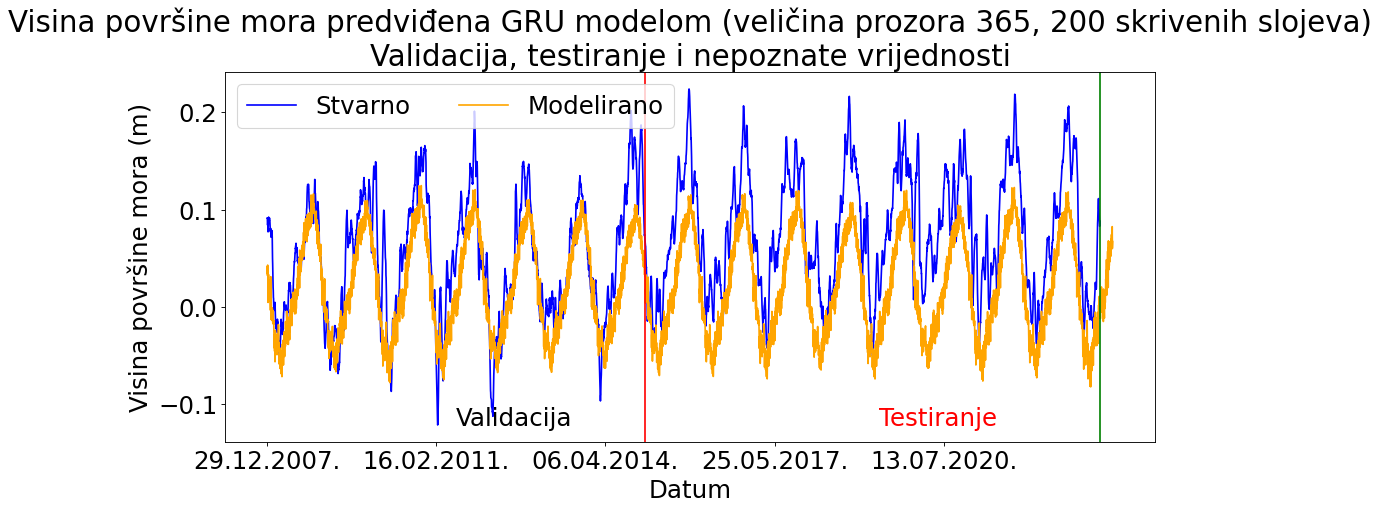 Visina površine mora predviđena GRU modelom (veličina prozora 365, 200 skrivenih slojeva)
Validacija, testiranje i nepoznate vrijednosti
Stvarno Modelirano
Visina površine mora (m)
0.2
0.1
0.0
−0.1
Validacija Testiranje
29.12.2007. 16.02.2011. 06.04.2014. 25.05.2017. 13.07.2020.
Datum